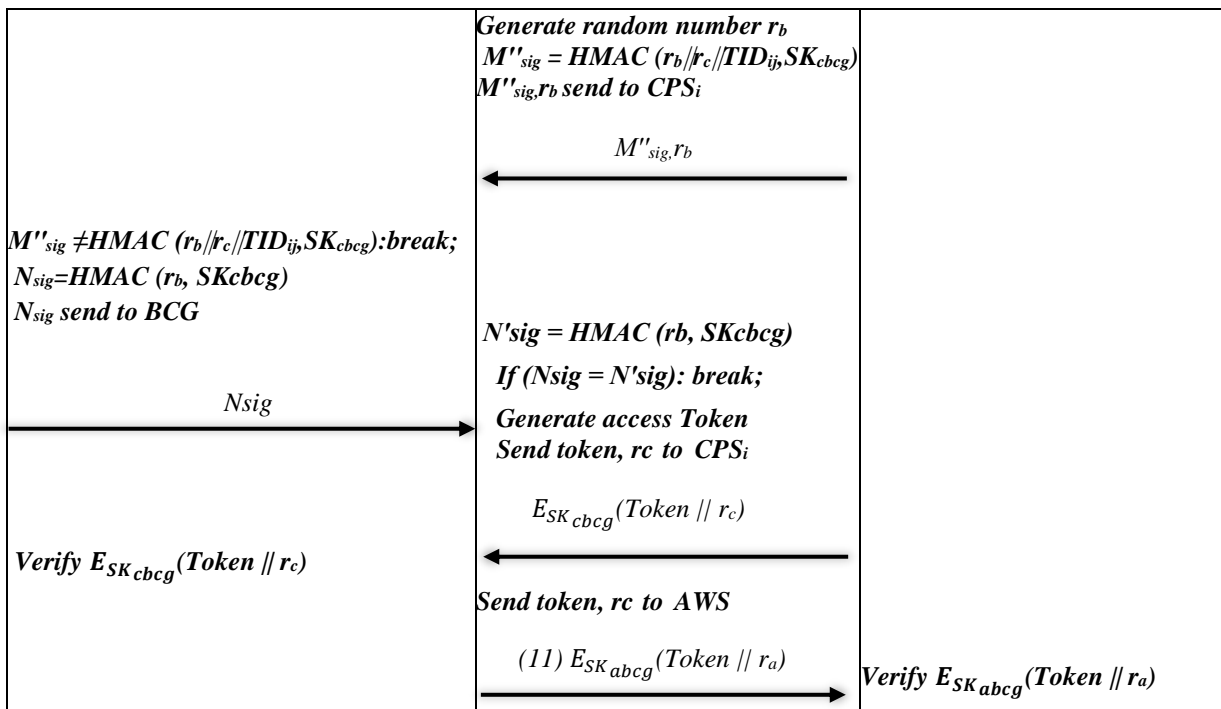 Generate random number rb
M''sig = HMAC (rb||rc||TIDij,SKcbcg)
M''sig,rb send to CPSi
M''sig,rb
M''sig ≠HMAC (rb||rc||TIDij,SKcbcg):break;
Nsig=HMAC (rb, SKcbcg)
Nsig send to BCG
N'sig = HMAC (rb, SKcbcg)
If (Nsig = N'sig): break;
Nsig
Generate access Token
Send token, rc to CPSi
ESKcbcg(Token || rc)
Verify ESKcbcg(Token || rc)
Send token, rc to AWS
(11) ESKabcg(Token || ra)
Verify ESKabcg(Token || ra)